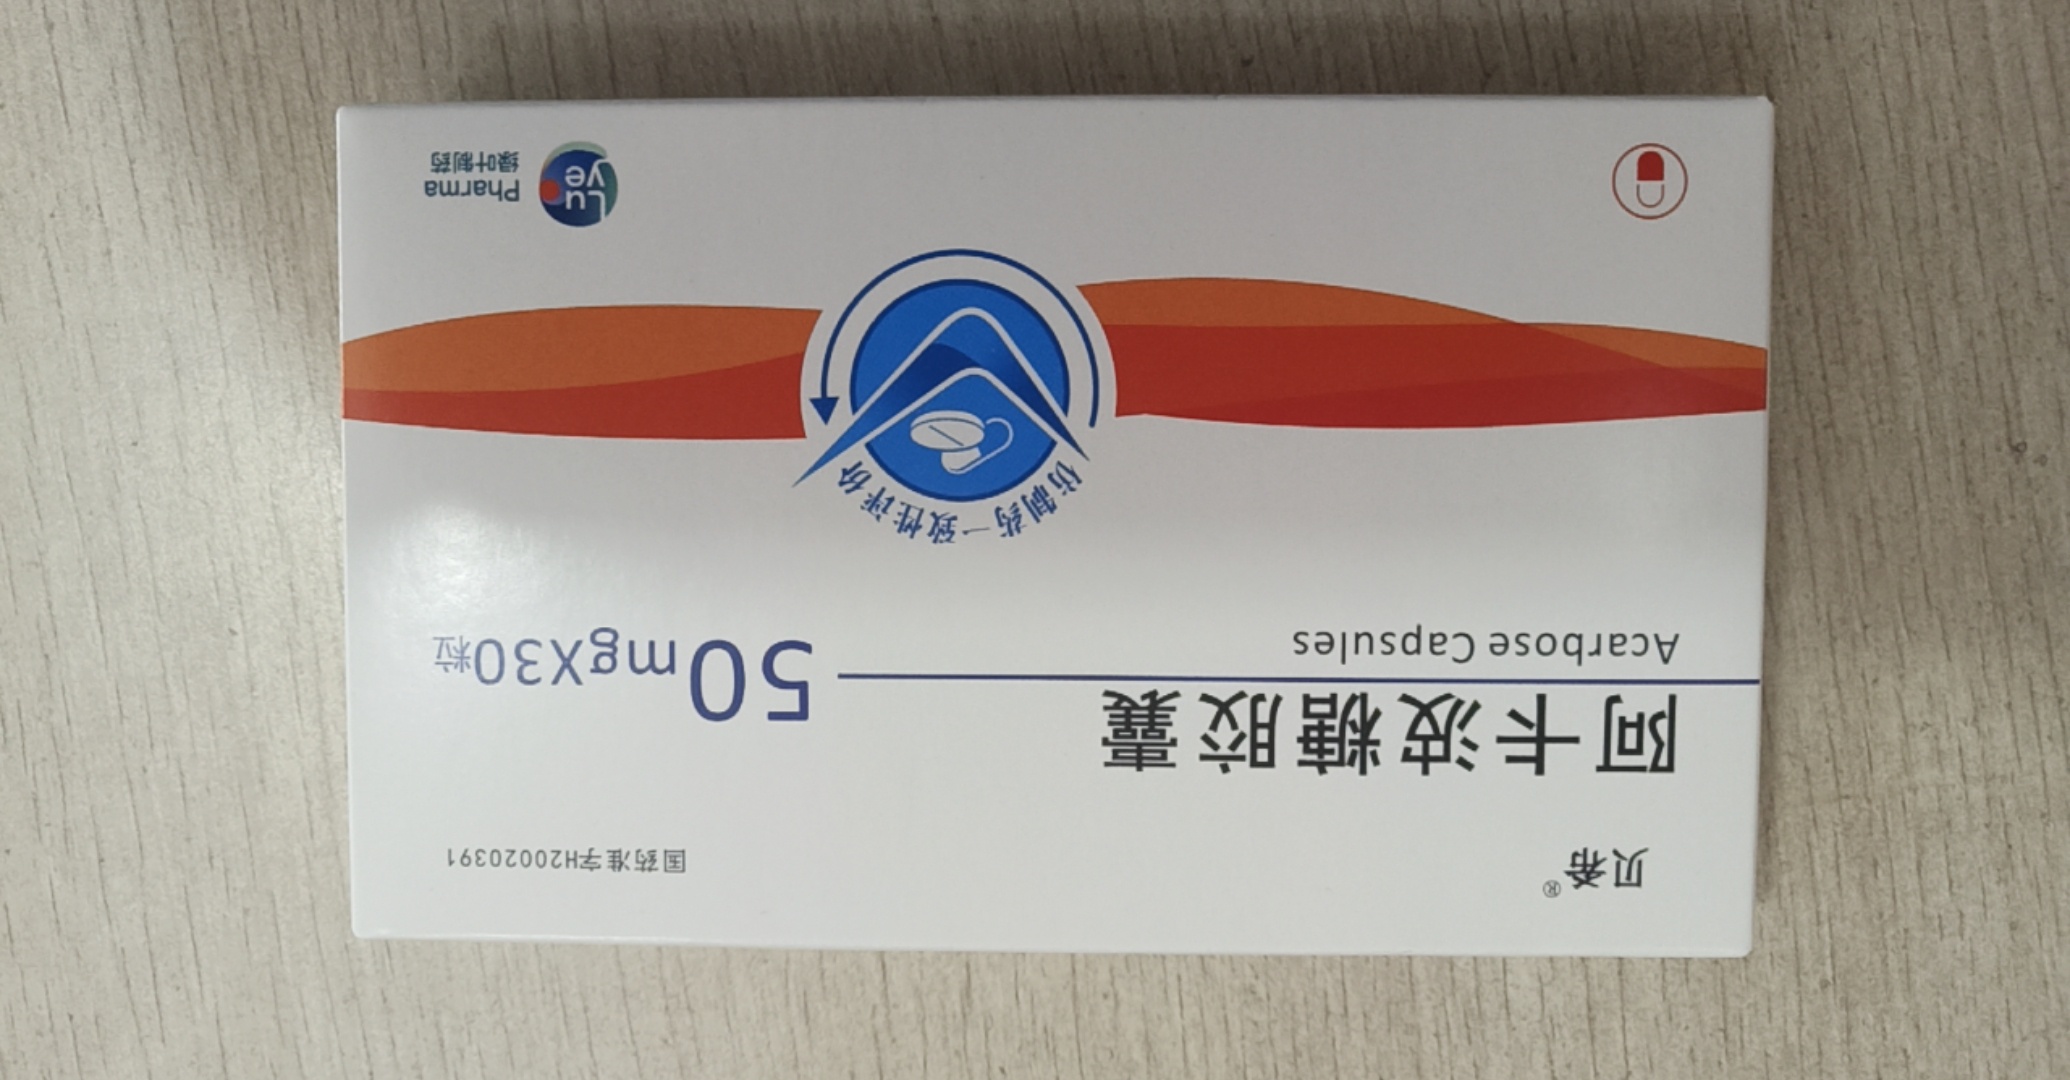 贝希®
国药准字H20020391
阿卡波糖胶囊
50mgX30粒
Acarbose Capsules
仿制药一致性评价
Luye
Pharma
绿叶制药